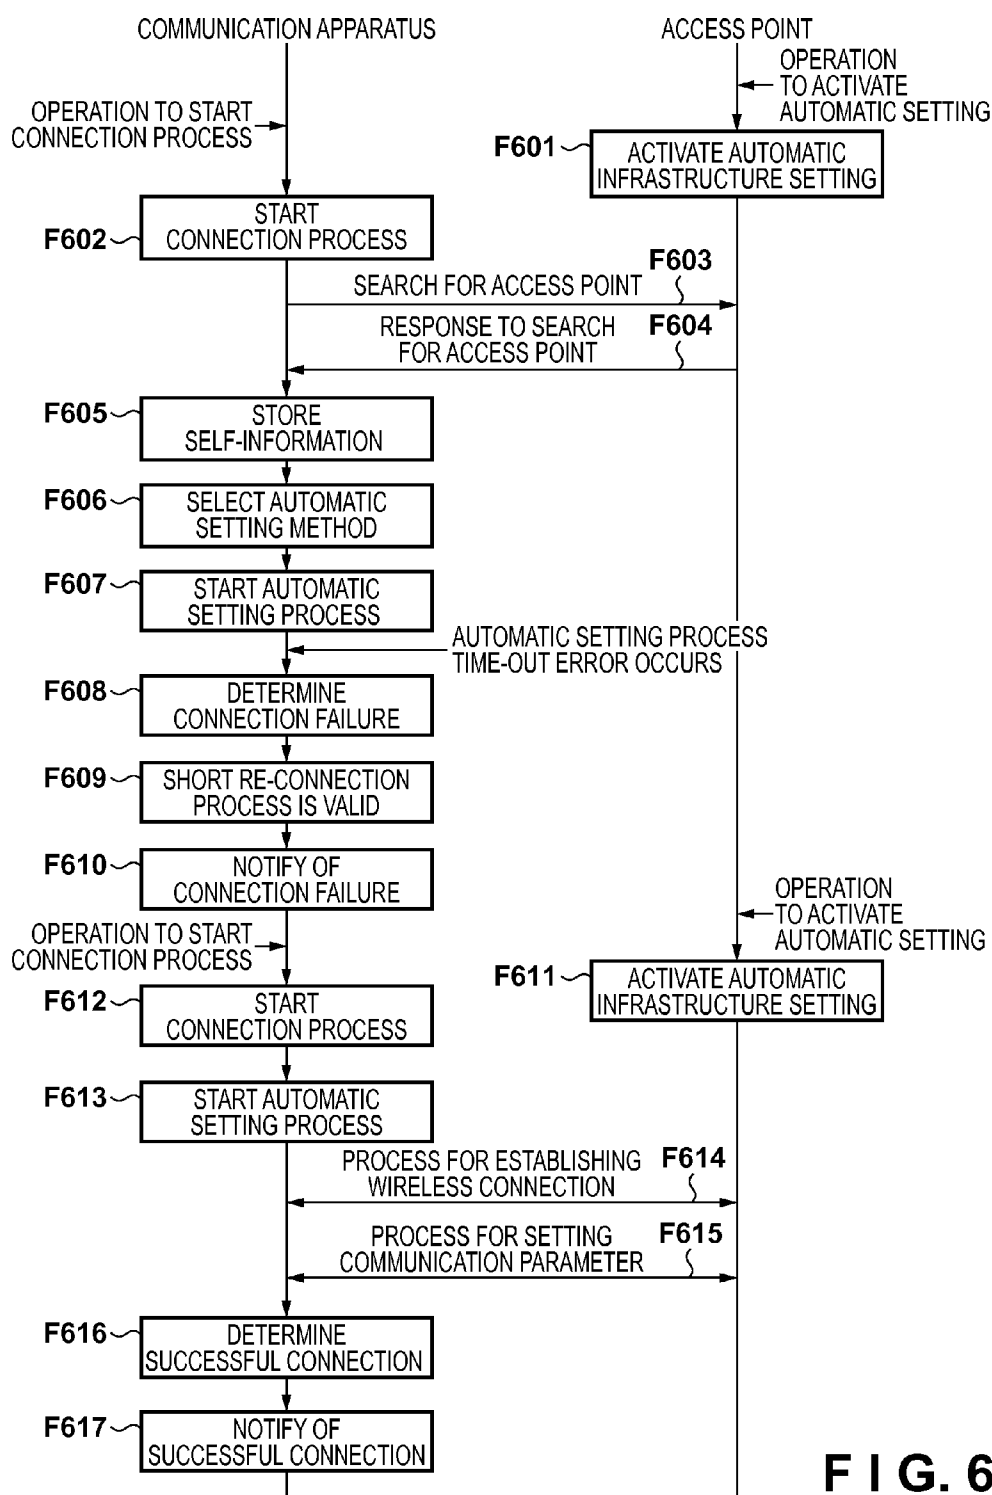 COMMUNICATION APPARATUS
ACCESS POINT
OPERATION
TO ACTIVATE
AUTOMATIC SETTING
OPERATION TO START
CONNECTION PROCESS
F601
ACTIVATE AUTOMATIC
INFRASTRUCTURE SETTING
F602
START
CONNECTION PROCESS
F603
SEARCH FOR ACCESS POINT
F604
RESPONSE TO SEARCH
FOR ACCESS POINT
F605
STORE
SELF-INFORMATION
F606
SELECT AUTOMATIC
SETTING METHOD
F607
START AUTOMATIC
SETTING PROCESS
AUTOMATIC SETTING PROCESS
TIME-OUT ERROR OCCURS
F608
DETERMINE
CONNECTION FAILURE
F609
SHORT RE-CONNECTION
PROCESS IS VALID
F610
NOTIFY OF
CONNECTION FAILURE
OPERATION
TO ACTIVATE
AUTOMATIC SETTING
OPERATION TO START
CONNECTION PROCESS
F611
ACTIVATE AUTOMATIC
INFRASTRUCTURE SETTING
F612
START
CONNECTION PROCESS
F613
START AUTOMATIC
SETTING PROCESS
F614
PROCESS FOR ESTABLISHING
WIRELESS CONNECTION
F615
PROCESS FOR SETTING
COMMUNICATION PARAMETER
F616
DETERMINE
SUCCESSFUL CONNECTION
F617
NOTIFY OF
SUCCESSFUL CONNECTION
F I G. 6